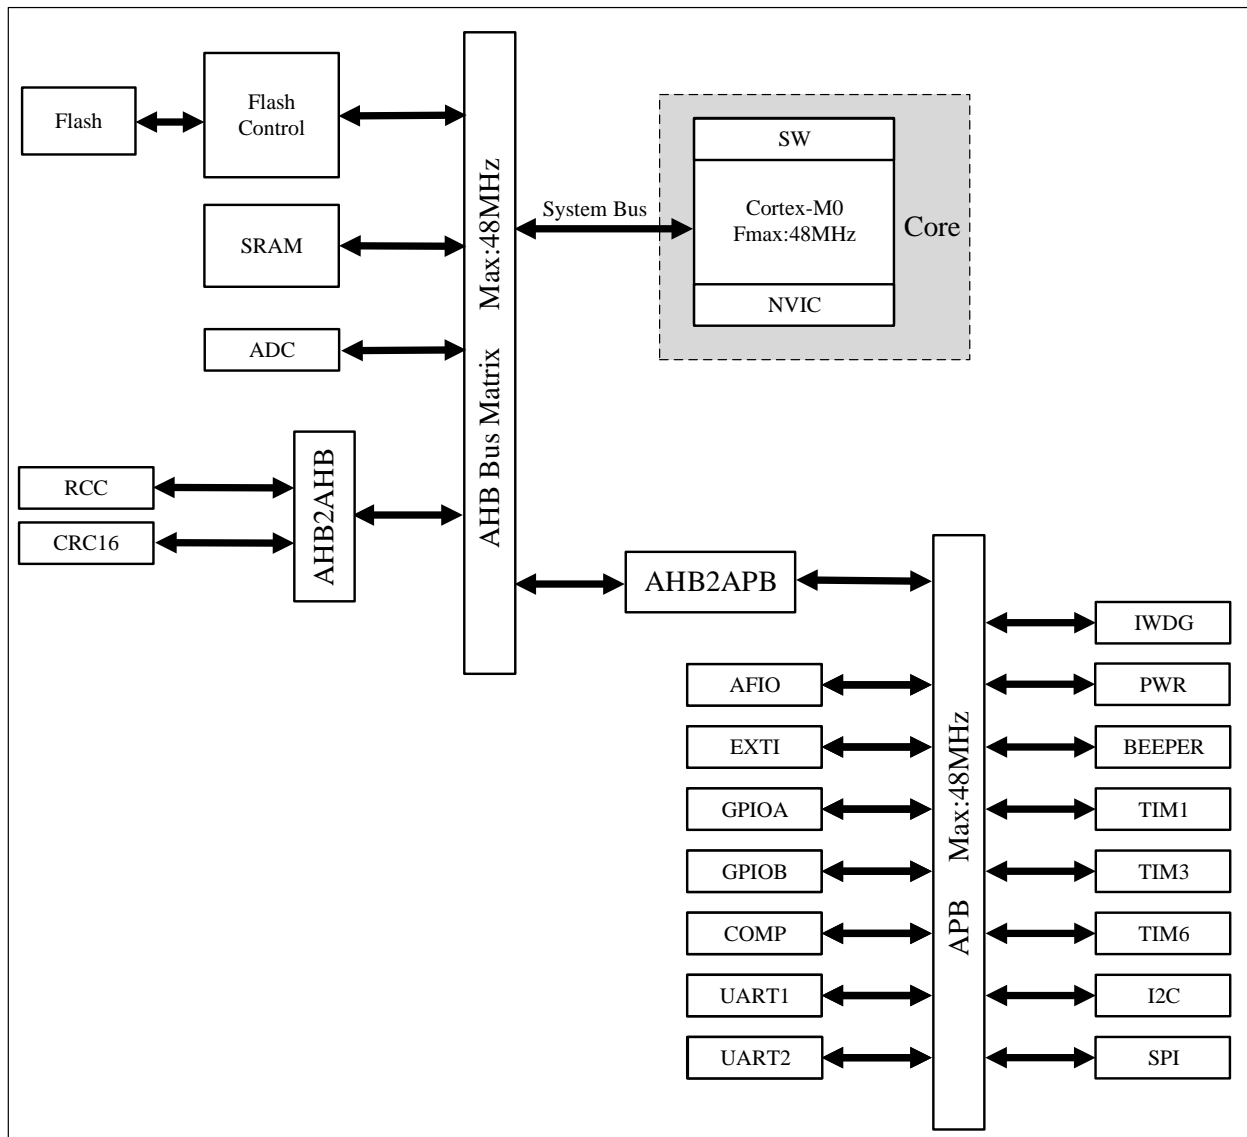 Flash
Flash
Control
SRAM
ADC
RCC
CRC16
AHB2AHB
AHB Bus Matrix Max:48MHz
System Bus
SW
Cortex-M0
Fmax:48MHz
NVIC
Core
AHB2APB
APB Max:48MHz
AFIO
EXTI
GPIOA
GPIOB
COMP
UART1
UART2
IWDG
PWR
BEEPER
TIM1
TIM3
TIM6
I2C
SPI